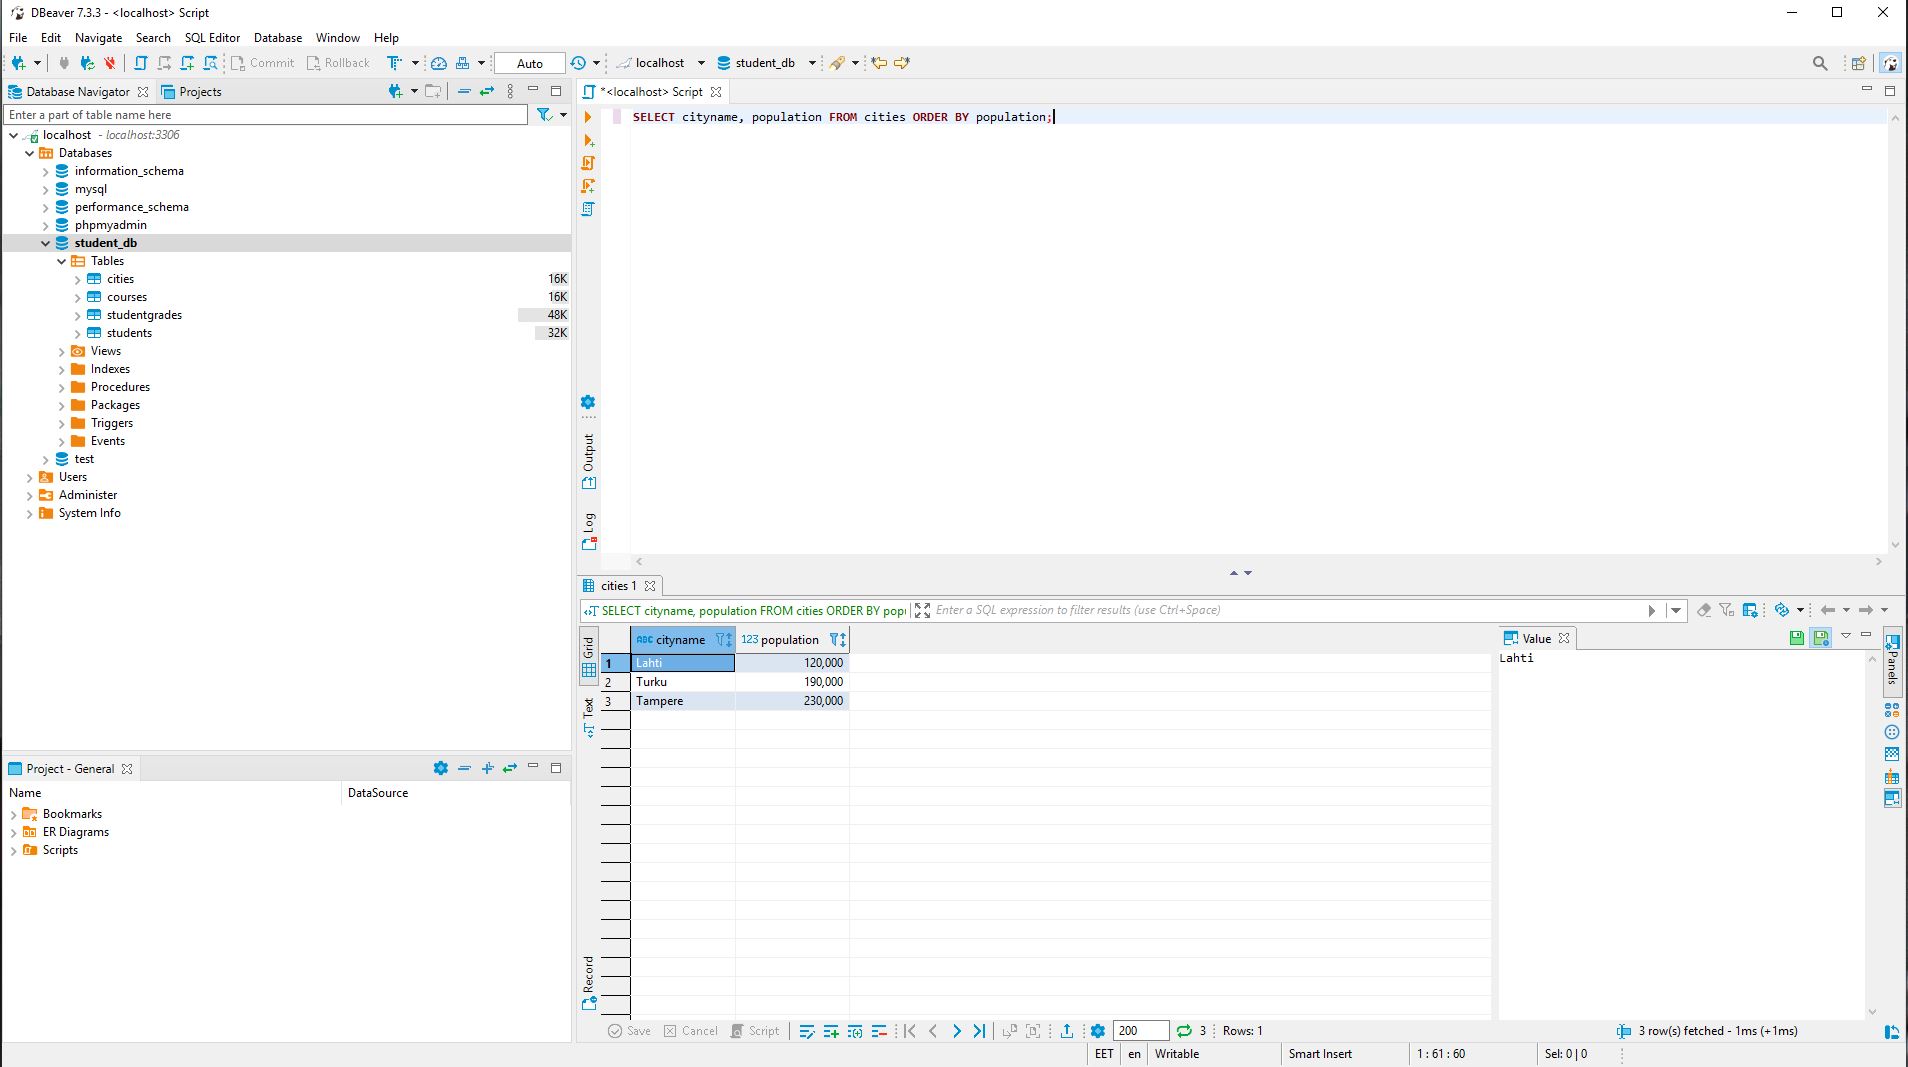 DBeaver 7.3.3 - <localhost> Script
File Edit Navigate Search SQL Editor Database Window Help
Commit Rollback Auto localhost student_db
Database Navigator Projects
Enter a part of table name here
localhost - localhost:3306
Databases
information_schema
mysql
performance_schema
phpmyadmin
student_db
Tables
cities 16K
courses 16K
studentgrades 48K
students 32K
Views
Indexes
Procedures
Packages
Triggers
Events
test
Users
Administer
System Info
Project - General
Name DataSource
Bookmarks
ER Diagrams
Scripts
*<localhost> Script
SELECT cityname, population FROM cities ORDER BY population;
Output
Log
cities 1
SELECT cityname, population FROM cities ORDER BY popu
Enter a SQL expression to filter results (use Ctrl+Space)
Grid
Text
Record
ABC cityname 123 population
1 Lahti 120,000
2 Turku 190,000
3 Tampere 230,000
Value
Lahti
Panels
Save Cancel Script 200 3 Rows: 1 3 row(s) fetched - 1ms (+1ms)
EET en Writable Smart Insert 1 : 61 : 60 Sel: 0 | 0